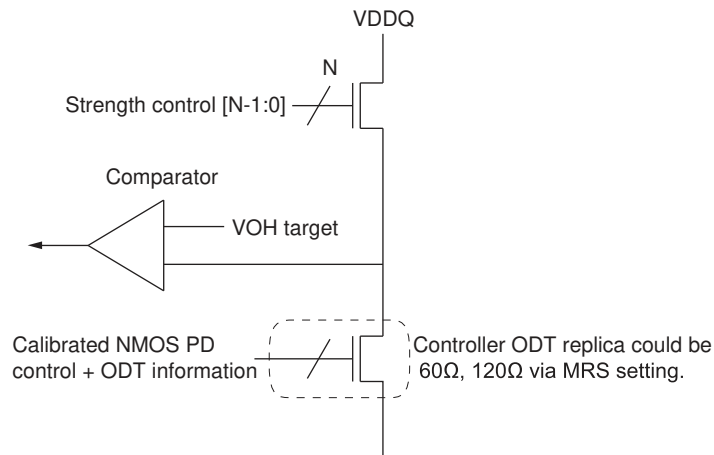 VDDQ
N
Strength control [N-1:0]
Comparator
VOH target
Calibrated NMOS PD
control + ODT information
Controller ODT replica could be
60Ω, 120Ω via MRS setting.